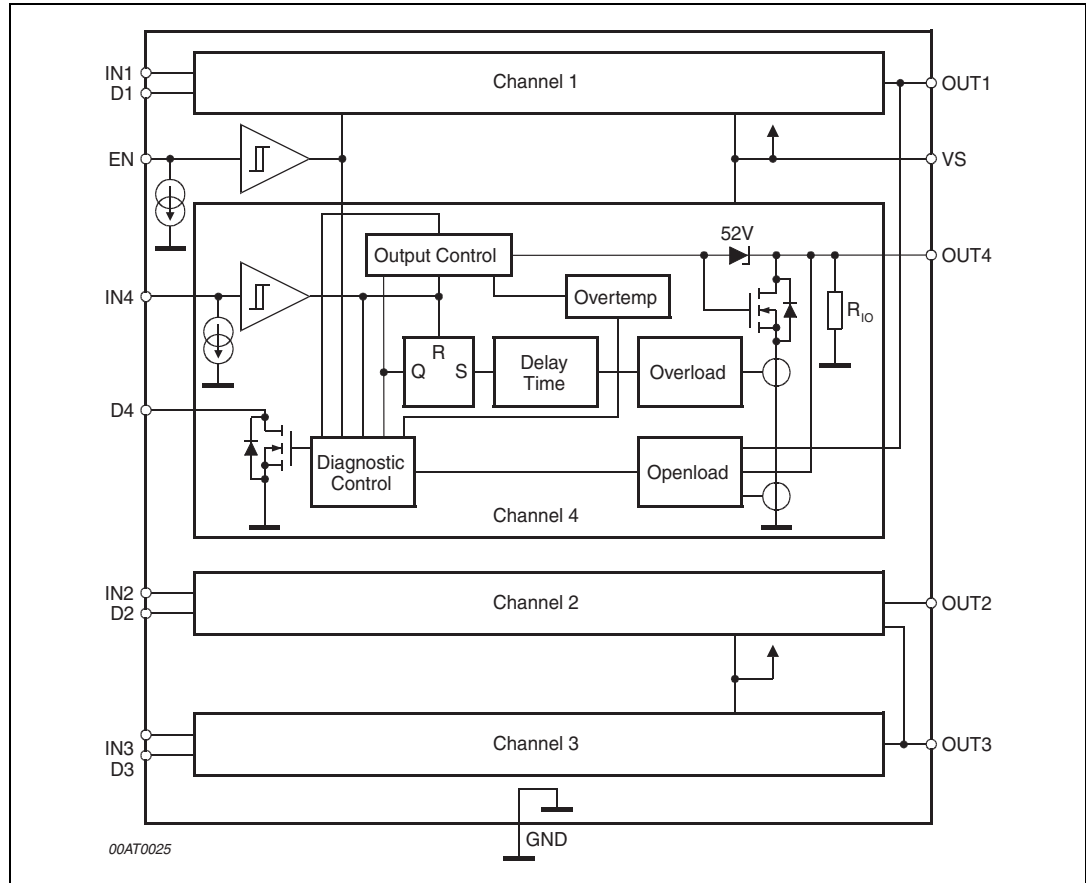 IN1
D1
Channel 1
OUT1
EN
VS
52V
Output Control
OUT4
IN4
Overtemp
RIO
R
Q
S
Delay
Time
Overload
D4
Diagnostic
Control
Openload
Channel 4
IN2
D2
Channel 2
OUT2
IN3
D3
Channel 3
OUT3
GND
00AT0025